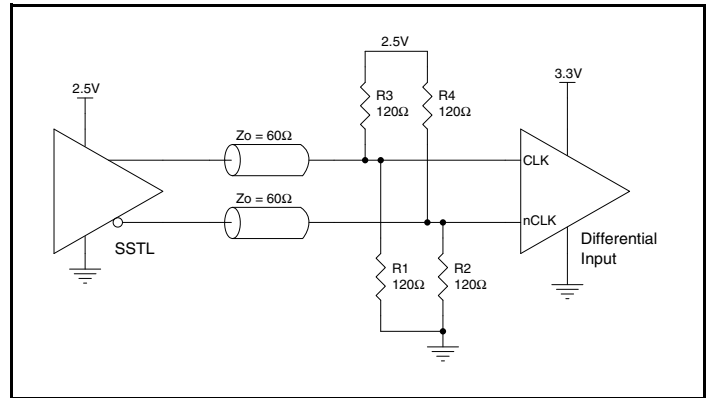 2.5V
2.5V
3.3V
R3
120Ω
R4
120Ω
Zo = 60Ω
CLK
Zo = 60Ω
nCLK
SSTL
Differential
Input
R1
120Ω
R2
120Ω